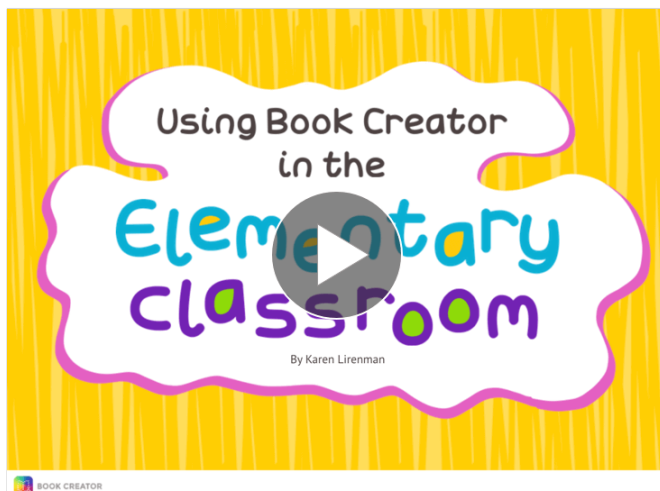 Using Book Creator
in the
Elementary
Classroom
By Karen Lirenman
BOOK CREATOR